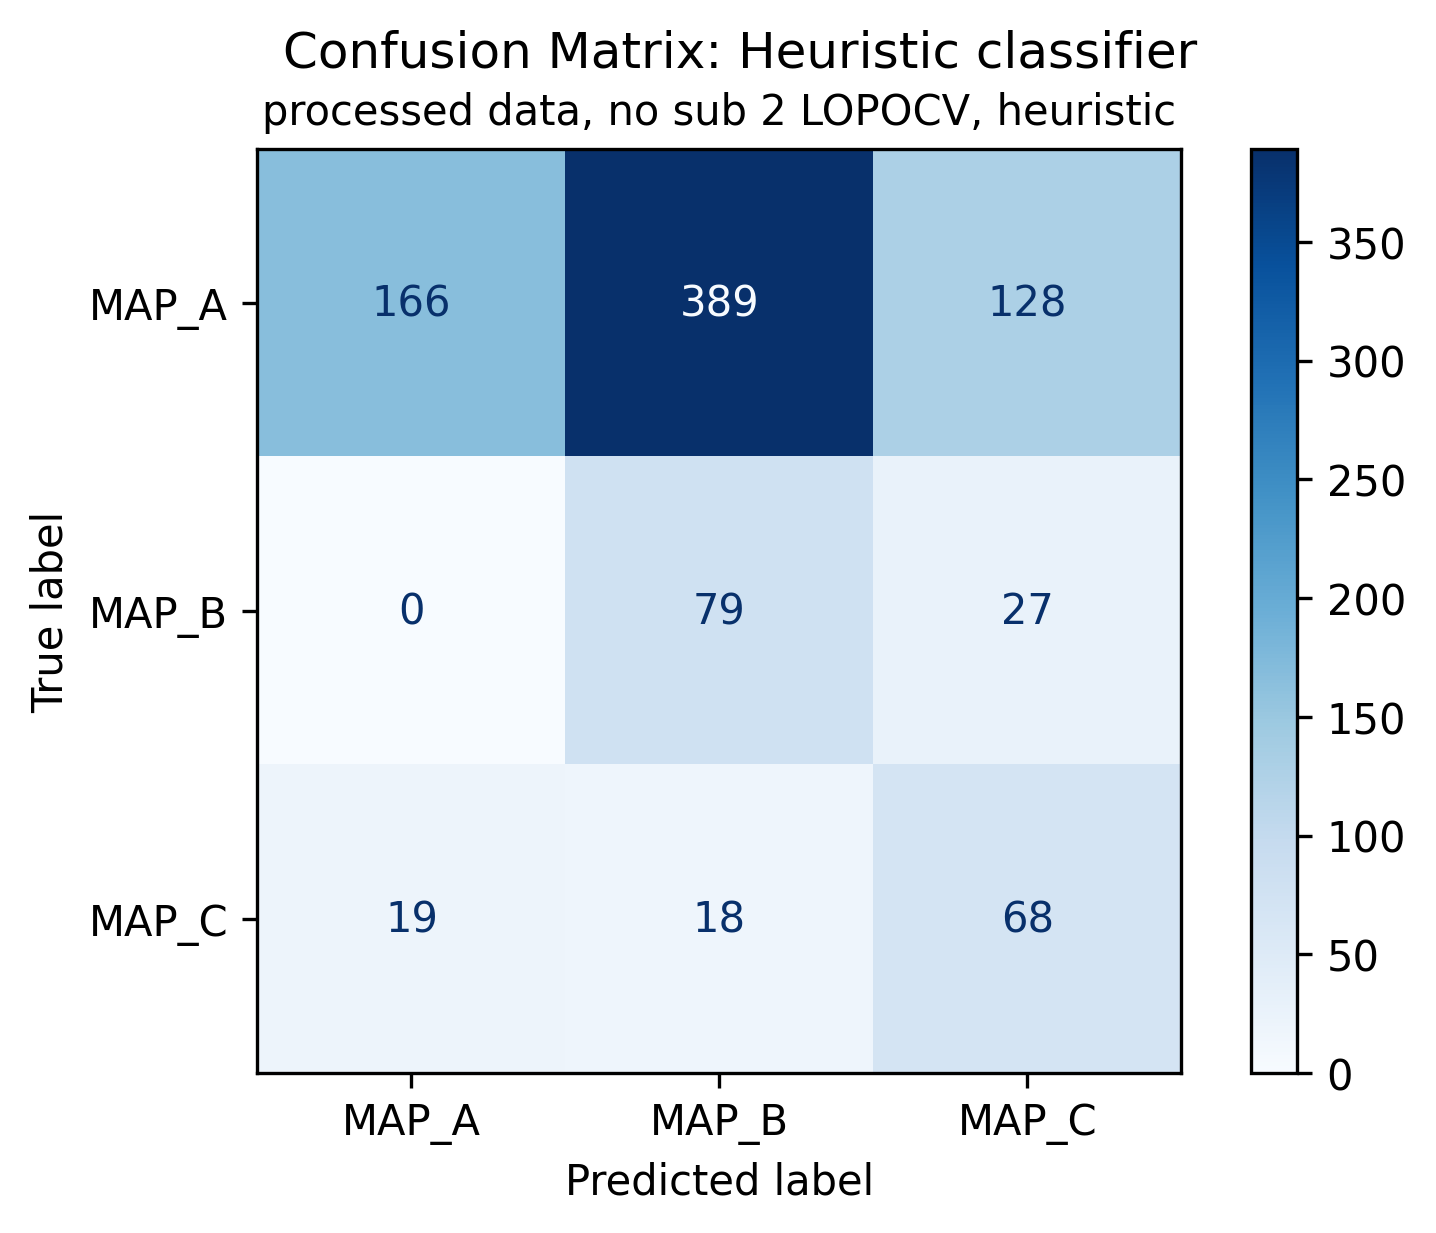 Confusion Matrix: Heuristic classifier
processed data, no sub 2 LOPOCV, heuristic
True label
MAP_A
166
389
128
MAP_B
0
79
27
MAP_C
19
18
68
MAP_A
MAP_B
MAP_C
Predicted label
350
300
250
200
150
100
50
0